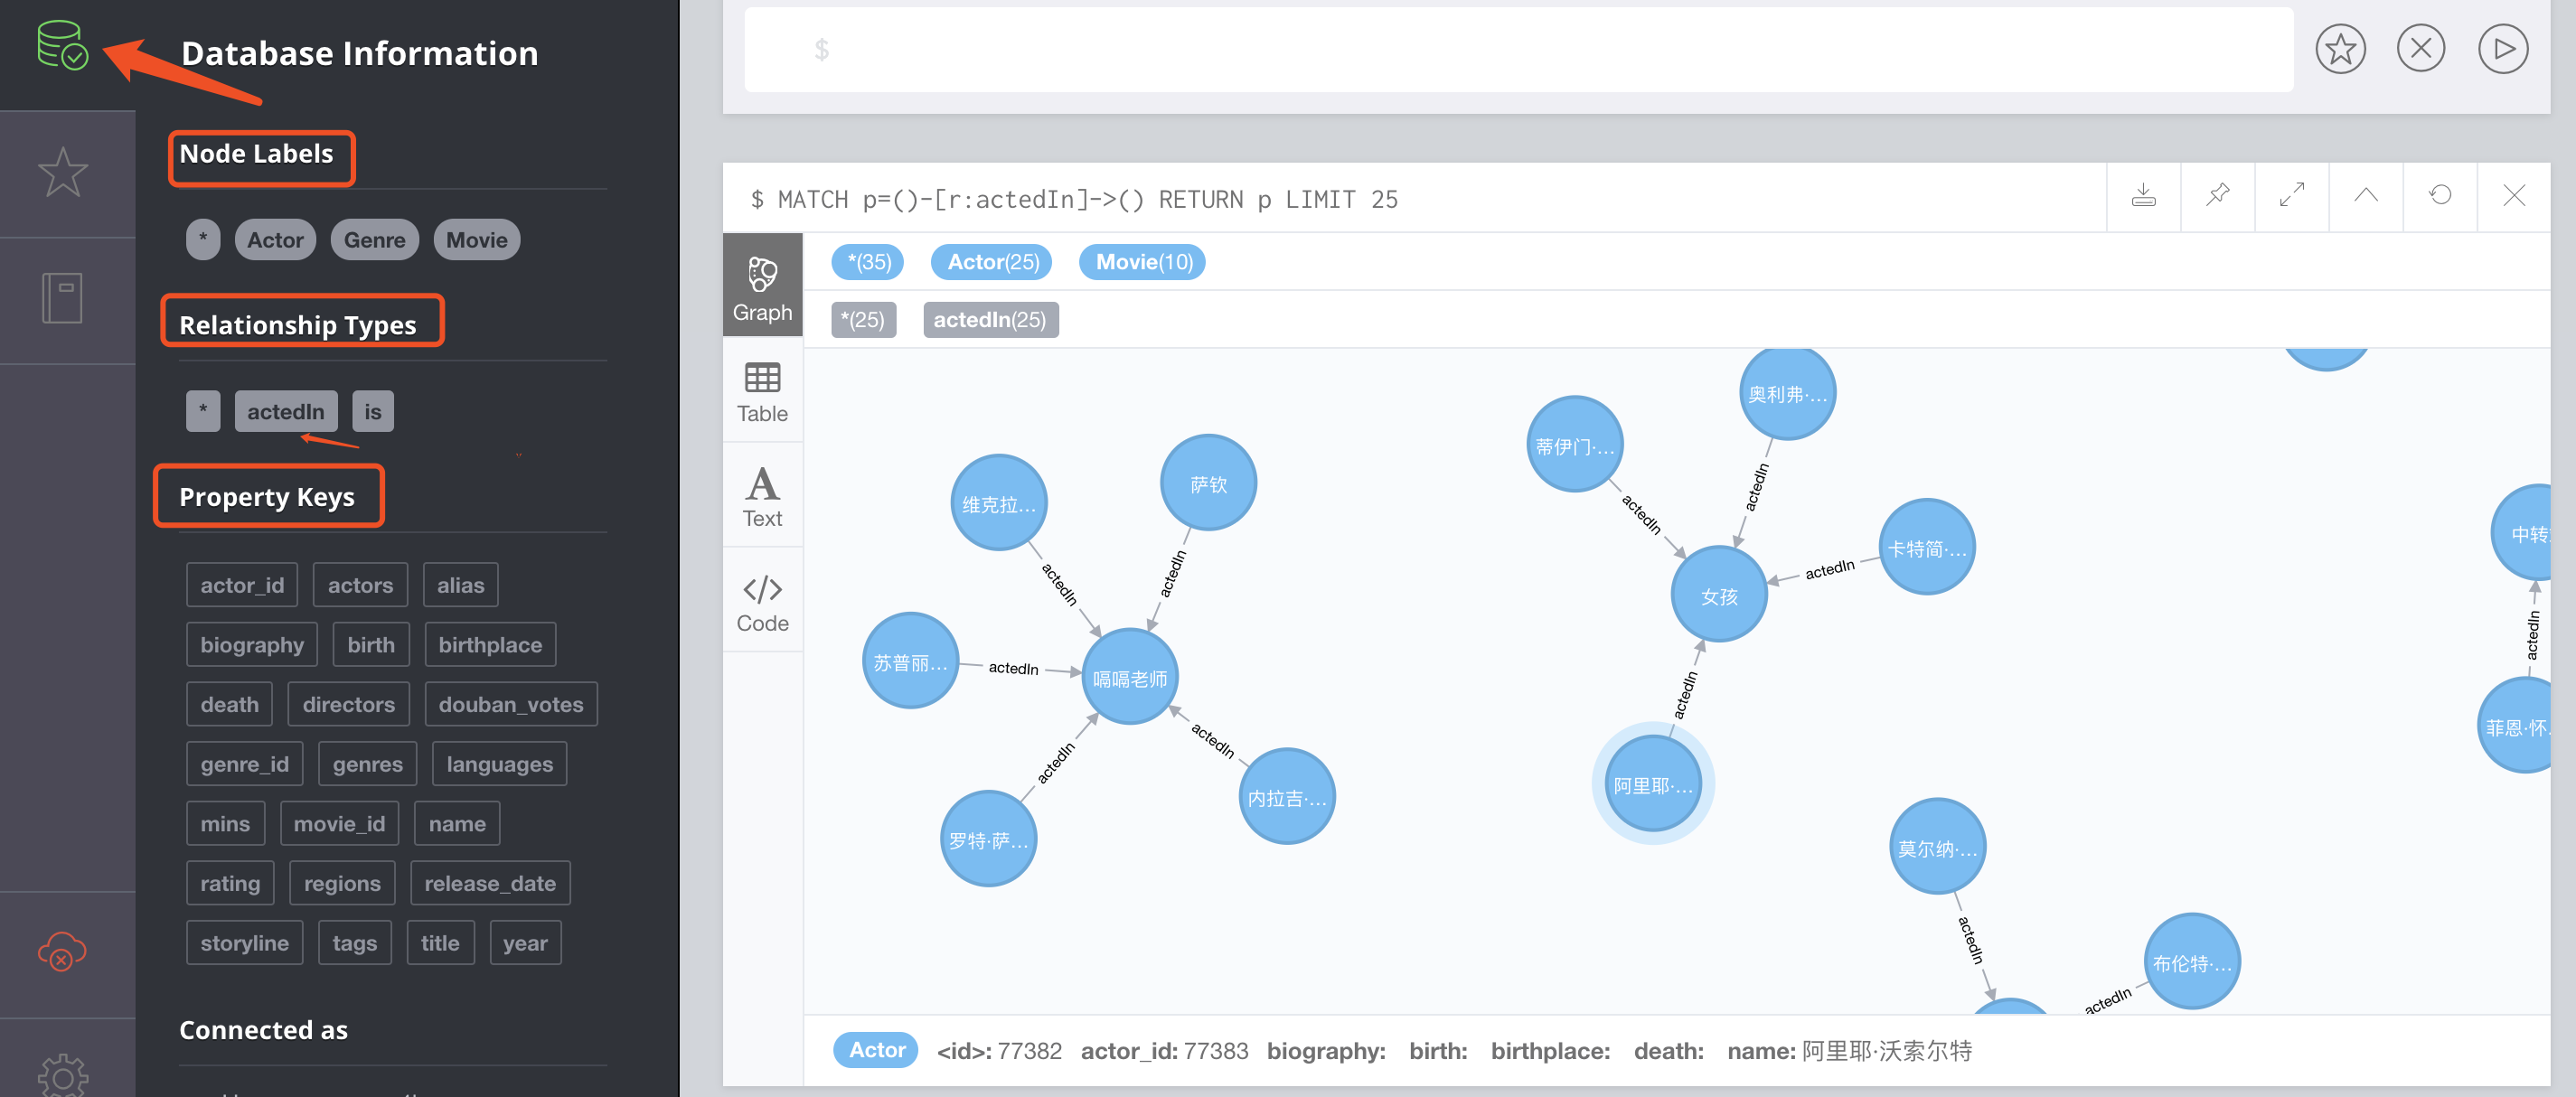 Database Information
Node Labels
* Actor Genre Movie
Relationship Types
* actedIn is
Property Keys
actor_id actors alias
biography birth birthplace
death directors douban_votes
genre_id genres languages
mins movie_id name
rating regions release_date
storyline tags title year
Connected as
$
$ MATCH p=()-[r:actedIn]->() RETURN p LIMIT 25
*(35) Actor(25) Movie(10)
*(25) actedIn(25)
Graph
Table
Text
Code
维克拉...
萨钦
actedIn
actedIn
苏普丽...
actedIn
嗝嗝老师
actedIn
actedIn
罗特·萨...
内拉吉·...
奥利弗·...
蒂伊门·...
actedIn
actedIn
卡特简·...
actedIn
女孩
actedIn
阿里耶·...
中转
actedIn
菲恩·怀.
莫尔纳·...
actedIn
布伦特·...
actedIn
Actor <id>: 77382 actor_id: 77383 biography: birth: birthplace: death: name: 阿里耶·沃索尔特